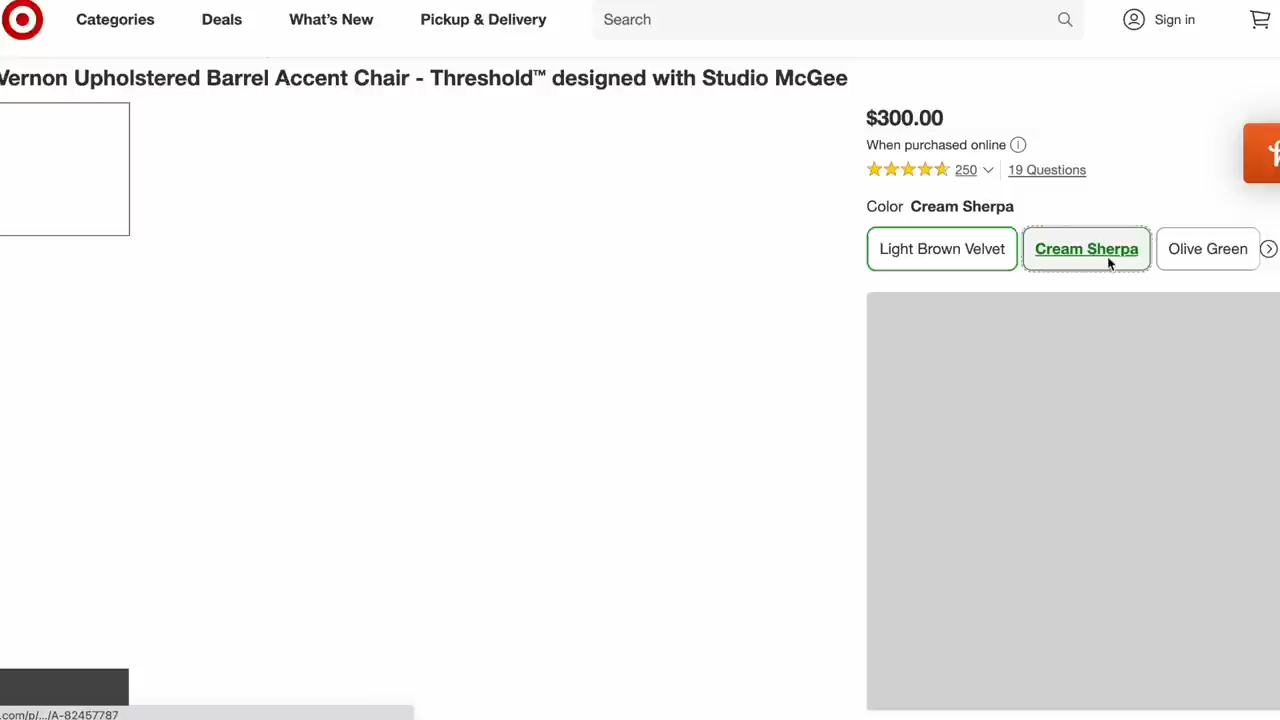 Categories
Deals
What's New
Pickup & Delivery
Search
Sign in
Vernon Upholstered Barrel Accent Chair - Threshold™ designed with Studio McGee
$300.00
When purchased online
250
19 Questions
Color Cream Sherpa
Light Brown Velvet
Cream Sherpa
Olive Green
.com/p/.../A-82457787